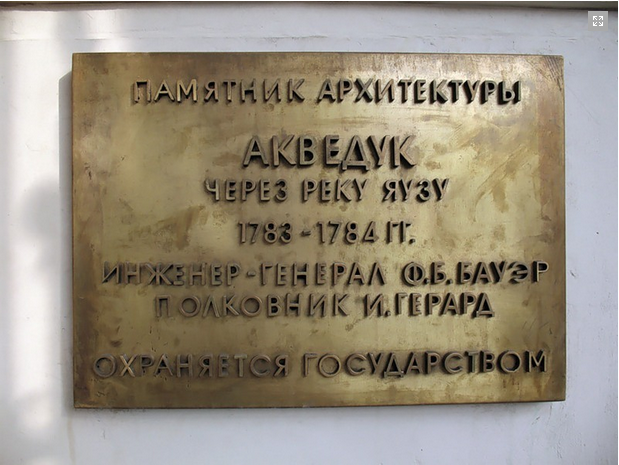 ПАМЯТНИК АРХИТЕКТУРЫ
АКВЕДУК
ЧЕРЕЗ РЕКУ ЯУЗУ
1783-1784 ГГ.
ИНЖЕНЕР-ГЕНЕРАЛ Ф.Б.БАУЭР
ПОЛКОВНИК И.ГЕРАРД
ОХРАНЯЕТСЯ ГОСУДАРСТВОМ